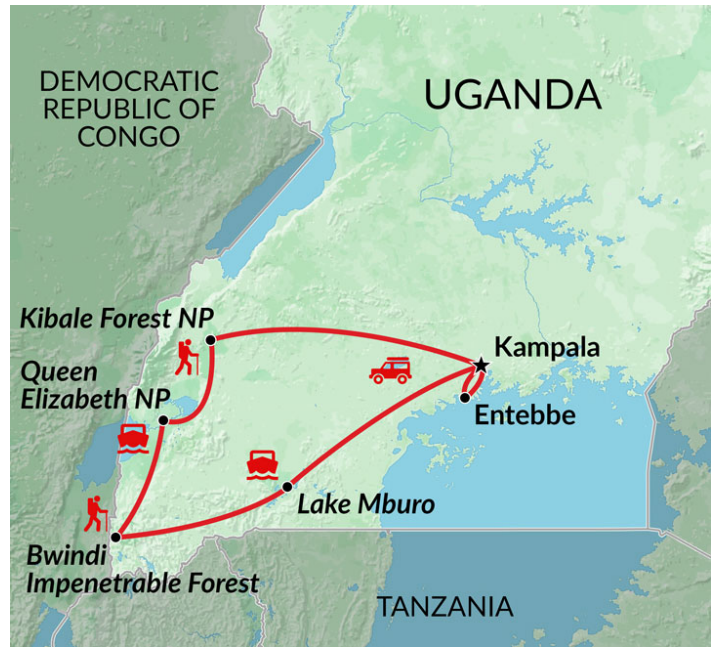 DEMOCRATIC
REPUBLIC OF
CONGO
UGANDA
Kibale Forest NP
Kampala
Queen
Elizabeth NP
Entebbe
Lake Mburo
Bwindi
Impenetrable Forest
TANZANIA